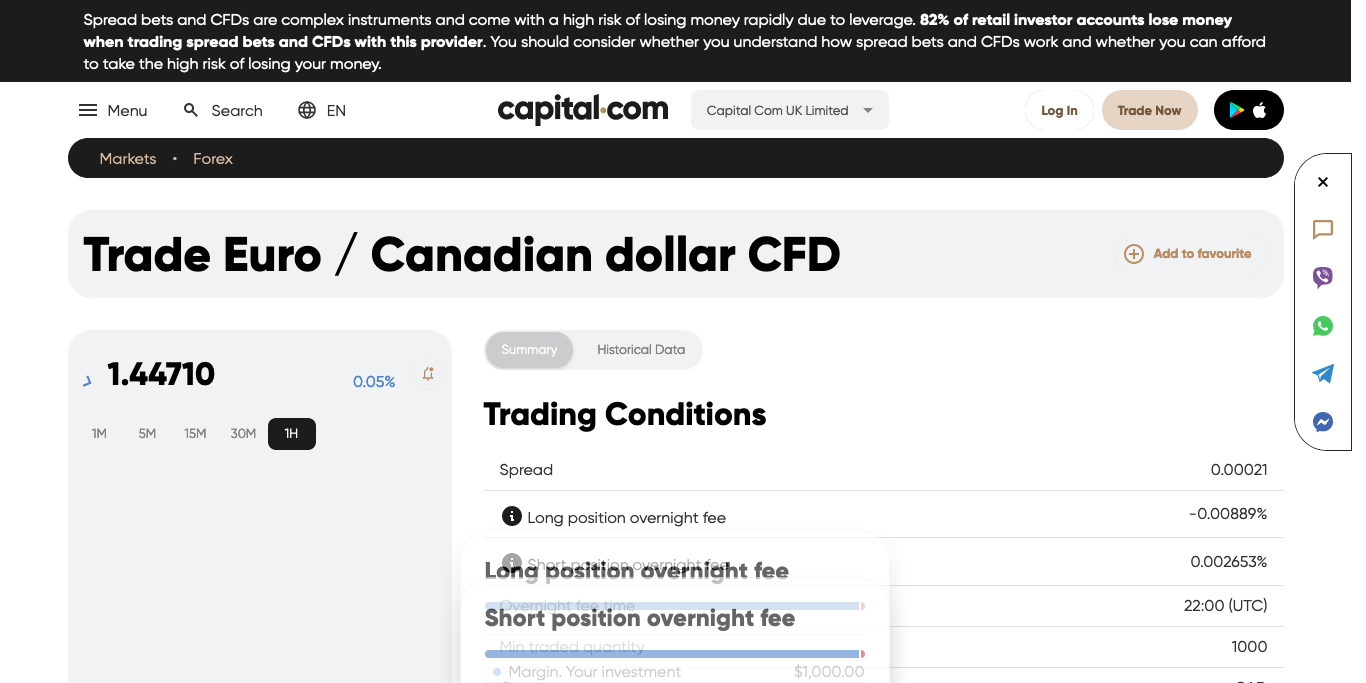 Spread bets and CFDs are complex instruments and come with a high risk of losing money rapidly due to leverage. 82% of retail investor accounts lose money
when trading spread bets and CFDs with this provider. You should consider whether you understand how spread bets and CFDs work and whether you can afford
to take the high risk of losing your money.
Menu Search EN capital.com Capital Com UK Limited Log In Trade Now
Markets • Forex
Trade Euro / Canadian dollar CFD Add to favourite
1.44710 0.05%
1M 5M 15M 30M 1H
Summary Historical Data
Trading Conditions
Spread 0.00021
Long position overnight fee -0.00889%
Short position overnight fee 0.002653%
Long position overnight fee
Overnight fee time 22:00 (UTC)
Short position overnight fee
Min traded quantity 1000
Margin. Your investment $1,000.00